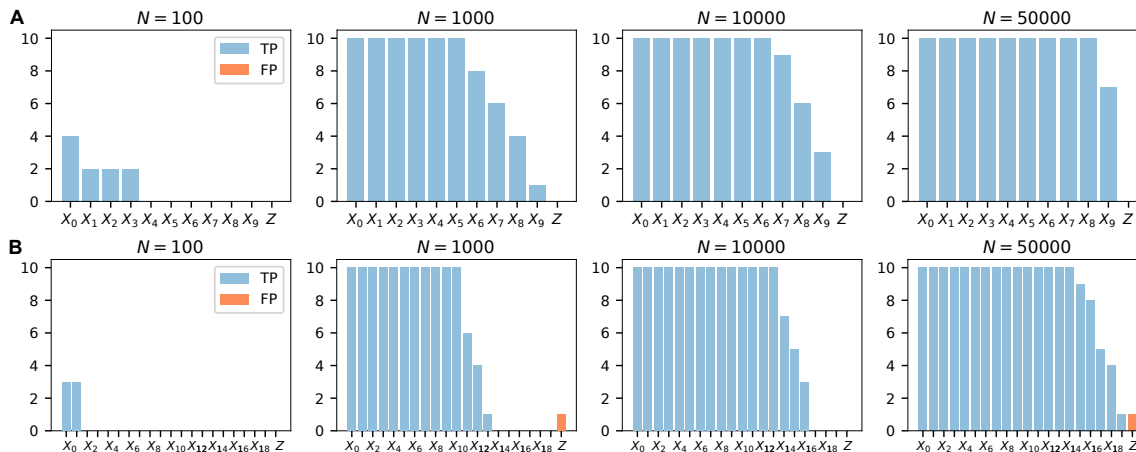 A
N = 100
N = 1000
N = 10000
N = 50000
10
8
6
4
2
0
TP
FP
X₀ X₁ X₂ X₃ X₄ X₅ X₆ X₇ X₈ X₉ Z
10
8
6
4
2
0
X₀ X₁ X₂ X₃ X₄ X₅ X₆ X₇ X₈ X₉ Z
10
8
6
4
2
0
X₀ X₁ X₂ X₃ X₄ X₅ X₆ X₇ X₈ X₉ Z
10
8
6
4
2
0
X₀ X₁ X₂ X₃ X₄ X₅ X₆ X₇ X₈ X₉ Z
B
N = 100
N = 1000
N = 10000
N = 50000
10
8
6
4
2
0
TP
FP
X₀ X₂ X₄ X₆ X₈ X₁₀ X₁₂ X₁₄ X₁₆ X₁₈ Z
10
8
6
4
2
0
X₀ X₂ X₄ X₆ X₈ X₁₀ X₁₂ X₁₄ X₁₆ X₁₈ Z
10
8
6
4
2
0
X₀ X₂ X₄ X₆ X₈ X₁₀ X₁₂ X₁₄ X₁₆ X₁₈ Z
10
8
6
4
2
0
X₀ X₂ X₄ X₆ X₈ X₁₀ X₁₂ X₁₄ X₁₆ X₁₈ Z